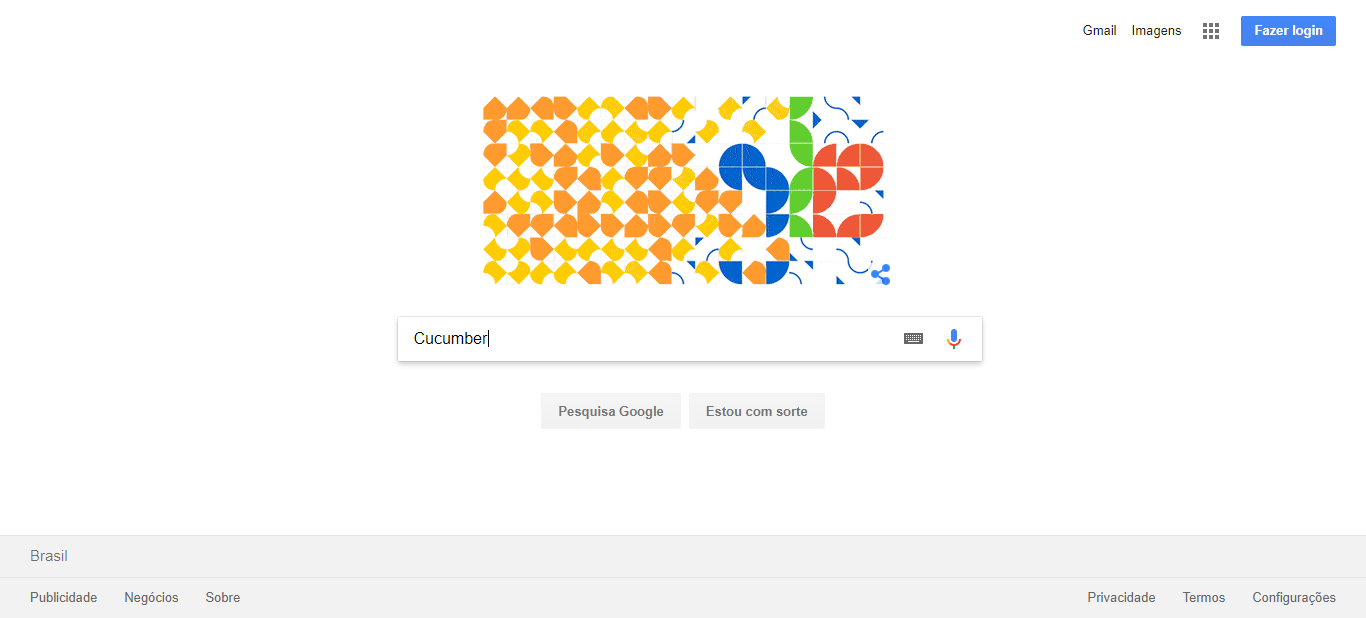 Gmail Imagens Fazer login
Cucumber
Pesquisa Google Estou com sorte
Brasil
Publicidade Negócios Sobre Privacidade Termos Configurações